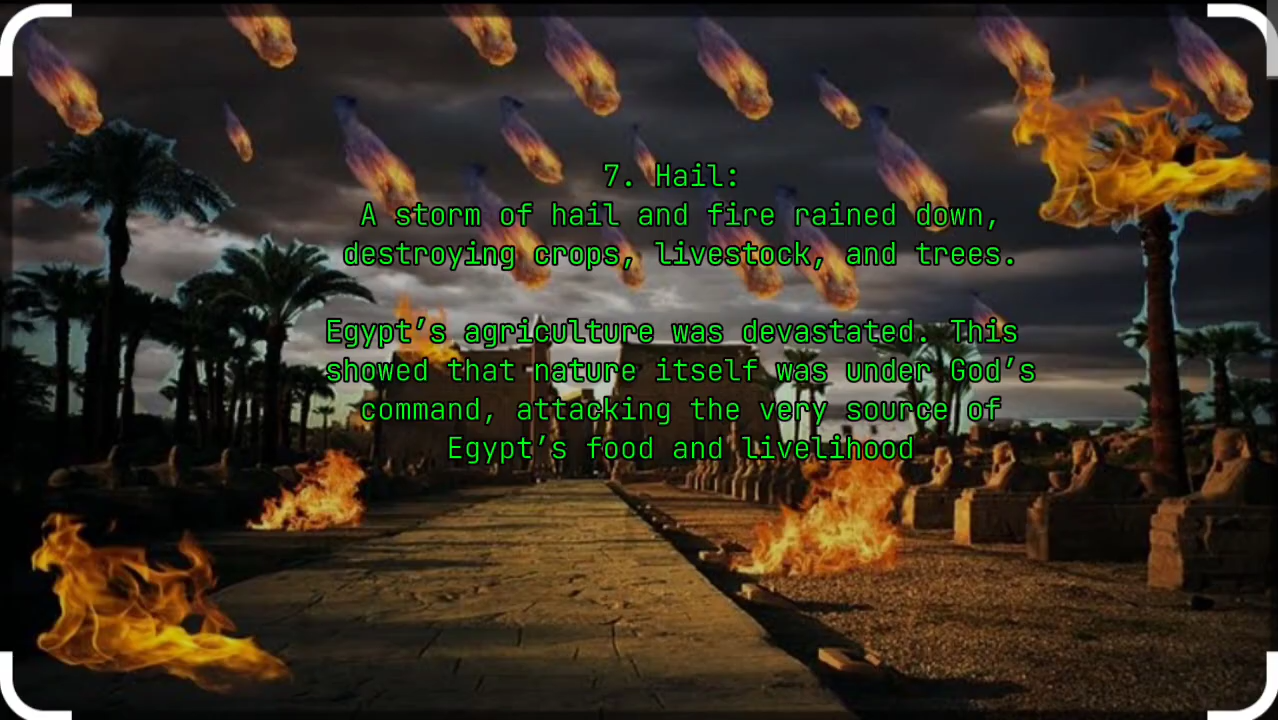 7. Hail:
A storm of hail and fire rained down,
destroying crops, livestock, and trees.
Egypt’s agriculture was devastated. This
showed that nature itself was under God’s
command, attacking the very source of
Egypt’s food and livelihood